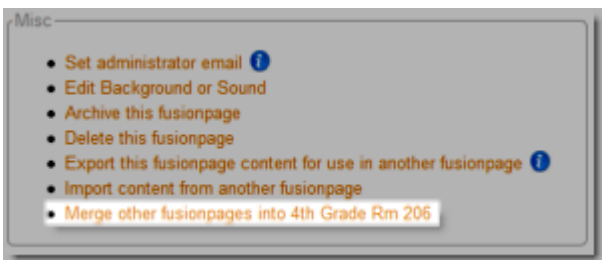 Misc
Set administrator email i
Edit Background or Sound
Archive this fusionpage
Delete this fusionpage
Export this fusionpage content for use in another fusionpage i
Import content from another fusionpage
Merge other fusionpages into 4th Grade Rm 206